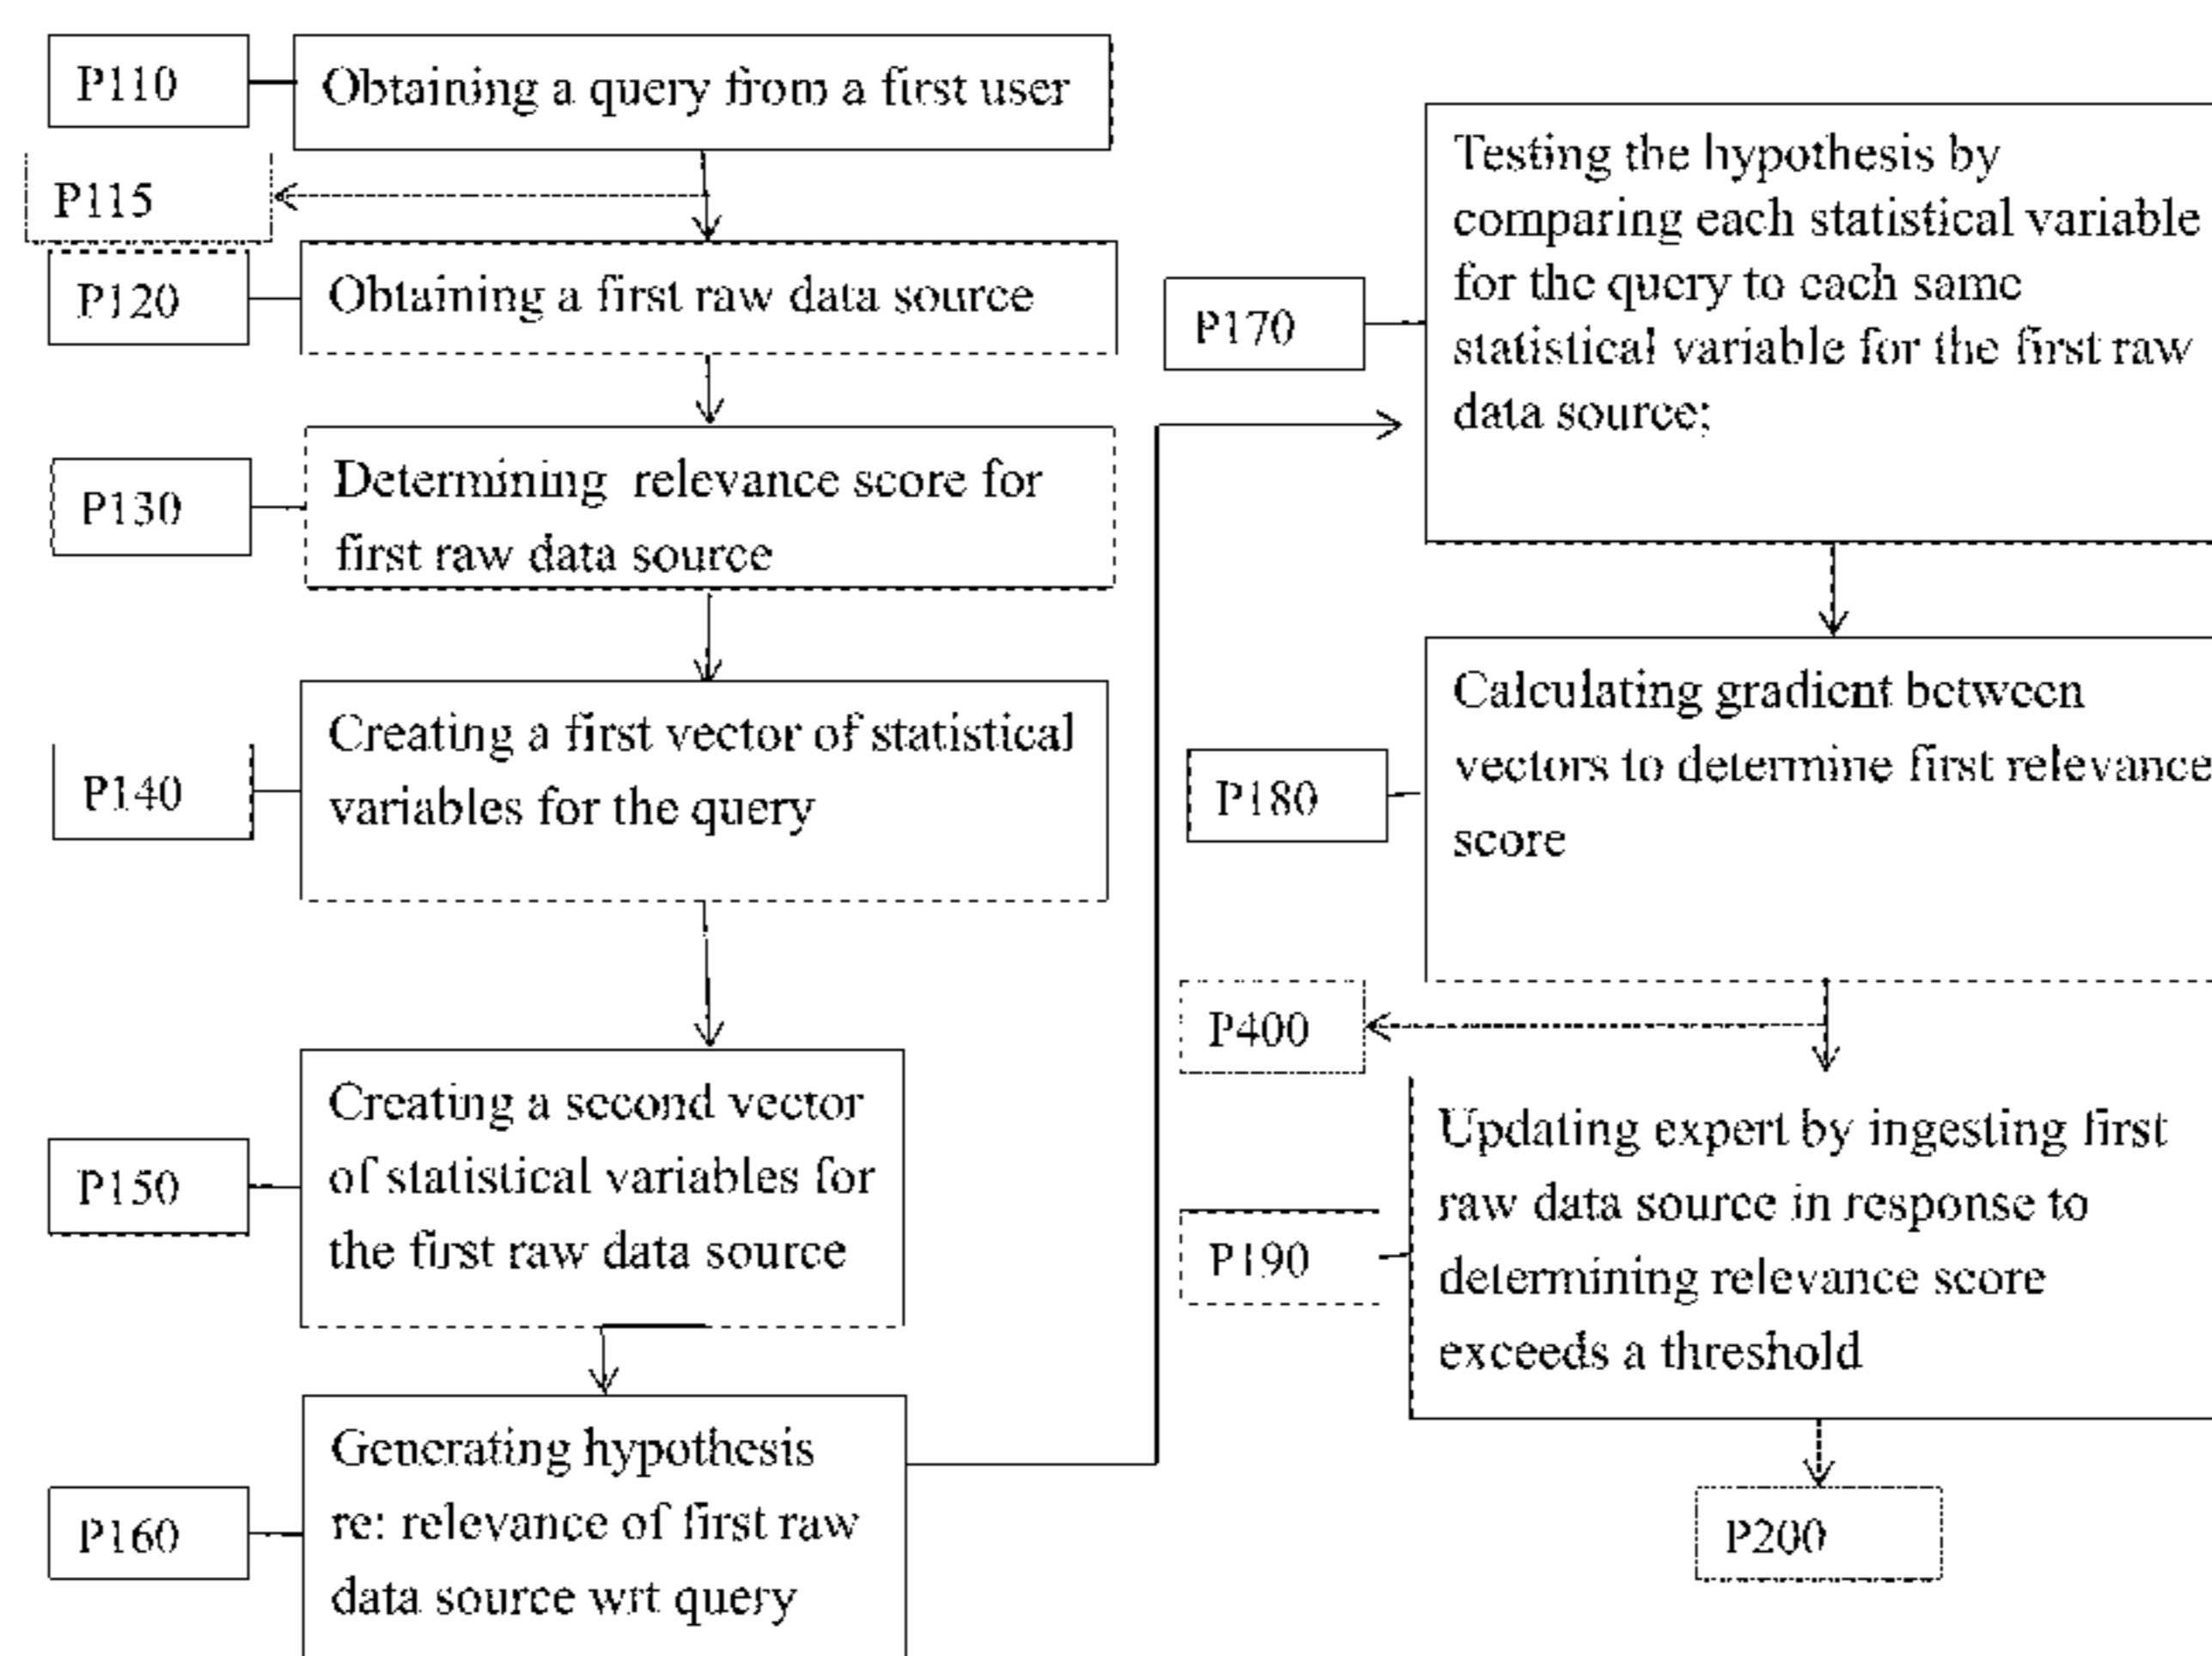 P110
Obtaining a query from a first user
P115
P120
Obtaining a first raw data source
P130
Determining relevance score for
first raw data source
P140
Creating a first vector of statistical
variables for the query
P150
Creating a second vector
of statistical variables for
the first raw data source
P160
Generating hypothesis
re: relevance of first raw
data source wrt query
P170
Testing the hypothesis by
comparing each statistical variable
for the query to each same
statistical variable for the first raw
data source;
P180
Calculating gradient between
vectors to determine first relevance
score
P400
P190
Updating expert by ingesting first
raw data source in response to
determining relevance score
exceeds a threshold
P200